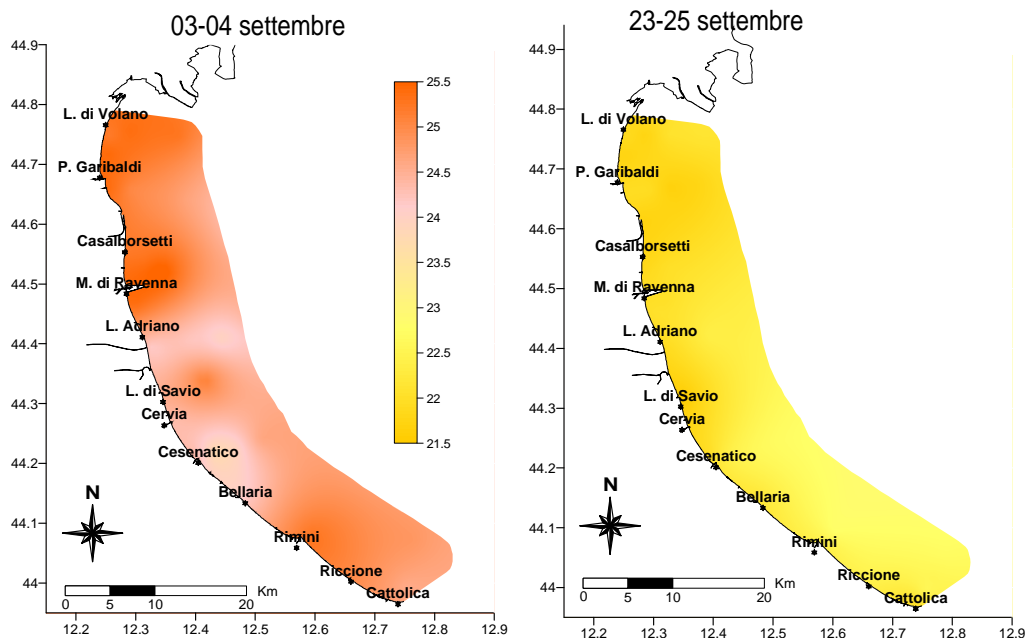 03-04 settembre
44.9
44.8
44.7
44.6
44.5
44.4
44.3
44.2
44.1
44
L. di Volano
P. Garibaldi
Casalborsetti
M. di Ravenna
L. Adriano
L. di Savio
Cervia
Cesenatico
Bellaria
Rimini
Riccione
Cattolica
25.5
25
24.5
24
23.5
23
22.5
22
21.5
N
0 5 10 20 Km
12.2 12.3 12.4 12.5 12.6 12.7 12.8 12.9
23-25 settembre
44.9
44.8
44.7
44.6
44.5
44.4
44.3
44.2
44.1
44
L. di Volano
P. Garibaldi
Casalborsetti
M. di Ravenna
L. Adriano
L. di Savio
Cervia
Cesenatico
Bellaria
Rimini
Riccione
Cattolica
N
0 5 10 20 Km
12.2 12.3 12.4 12.5 12.6 12.7 12.8 12.9